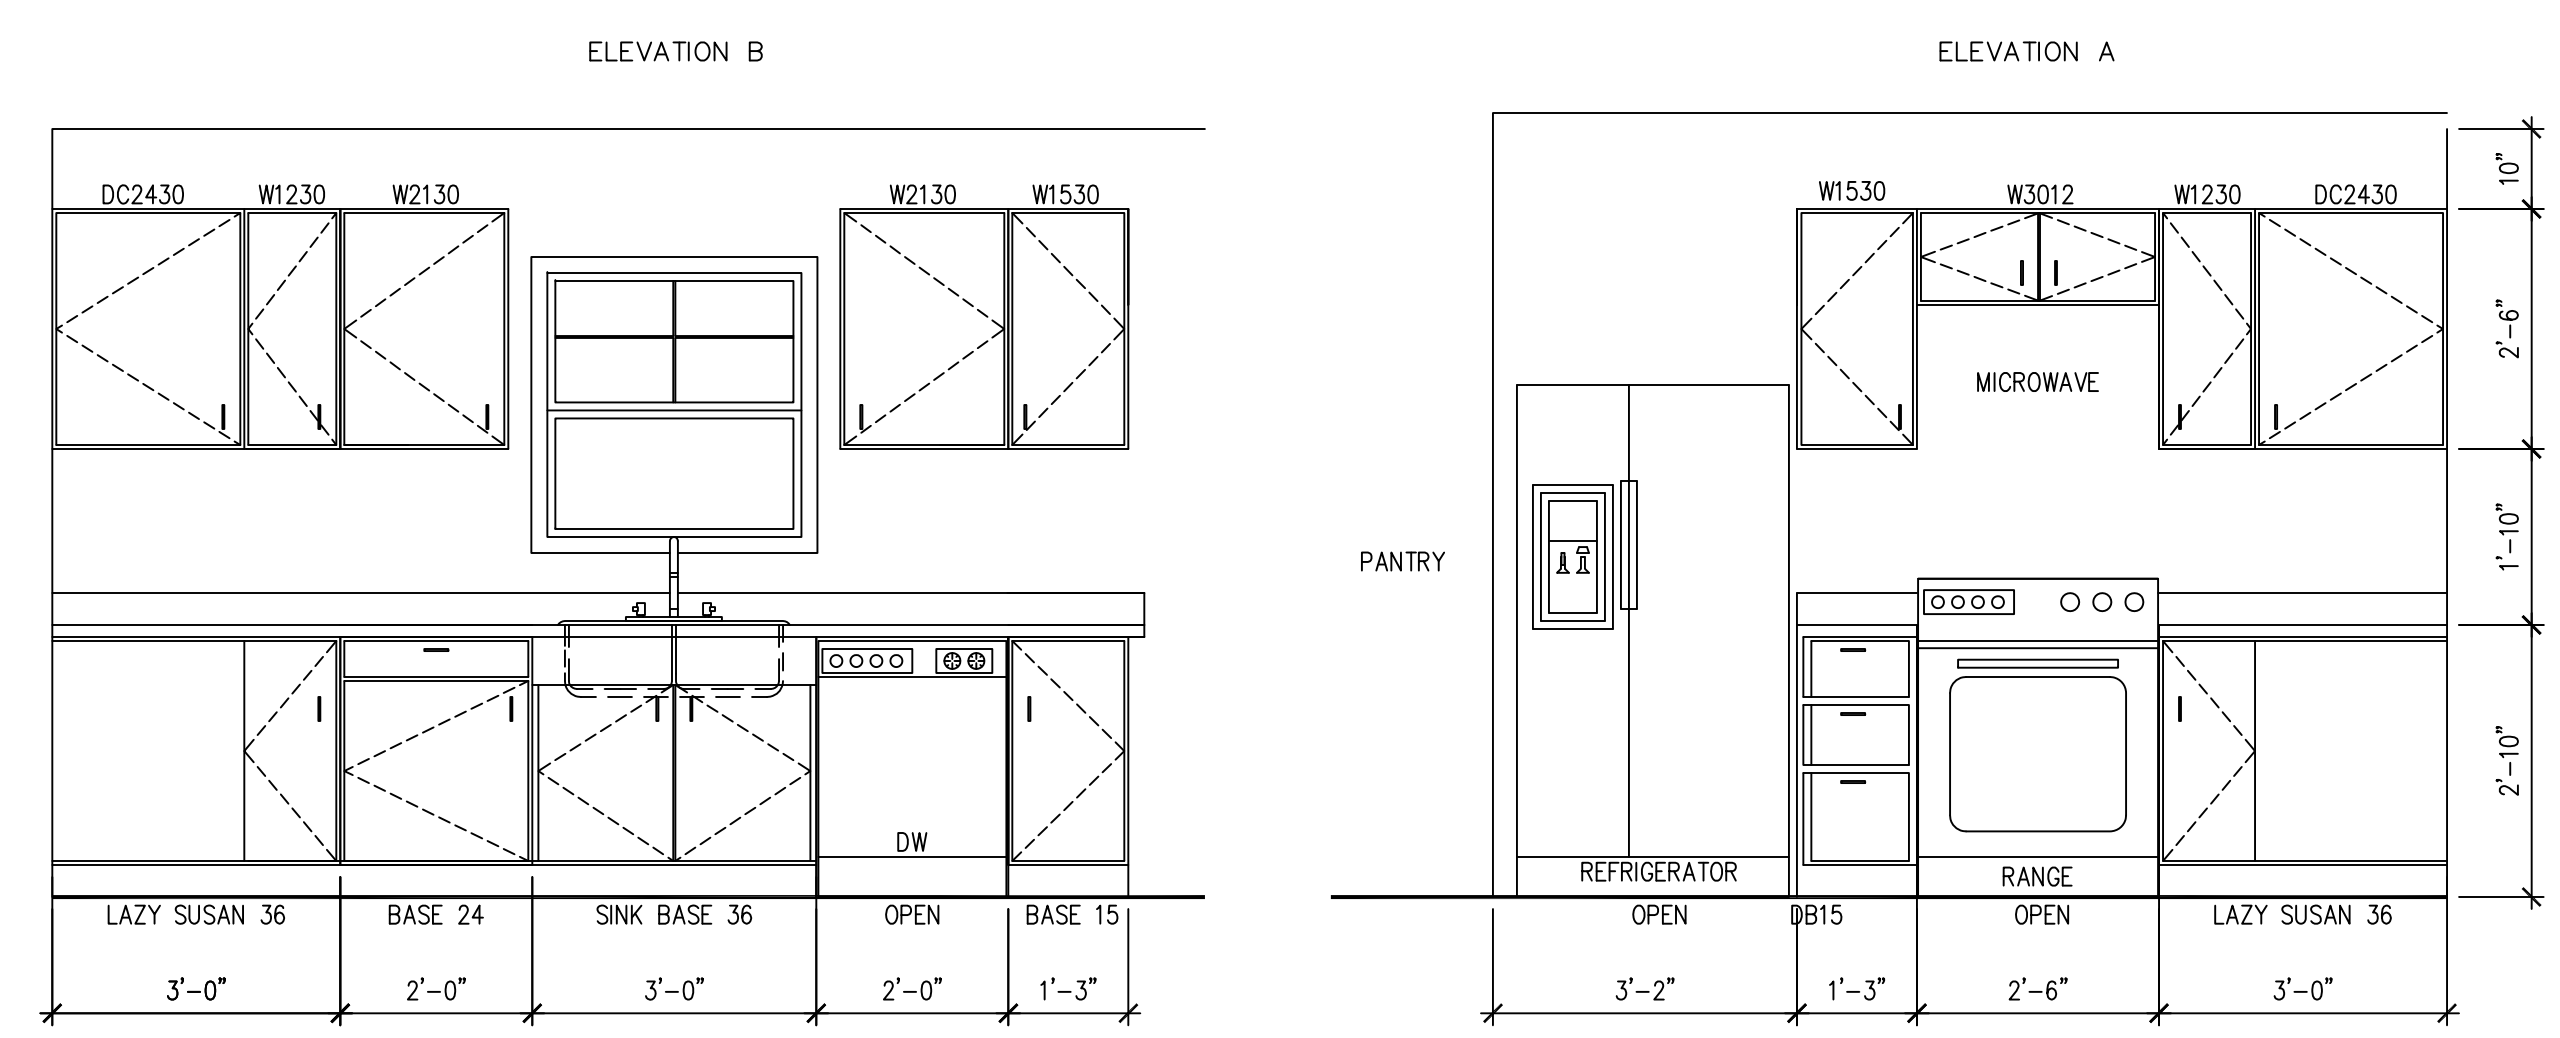 ELEVATION B
DC2430
W1230
W2130
W2130
W1530
DW
LAZY SUSAN 36
BASE 24
SINK BASE 36
OPEN
BASE 15
3'-0"
2'-0"
3'-0"
2'-0"
1'-3"
ELEVATION A
W1530
W3012
W1230
DC2430
MICROWAVE
PANTRY
REFRIGERATOR
RANGE
OPEN
DB15
OPEN
LAZY SUSAN 36
3'-2"
1'-3"
2'-6"
3'-0"
10"
2'-6"
1'-10"
2'-10"